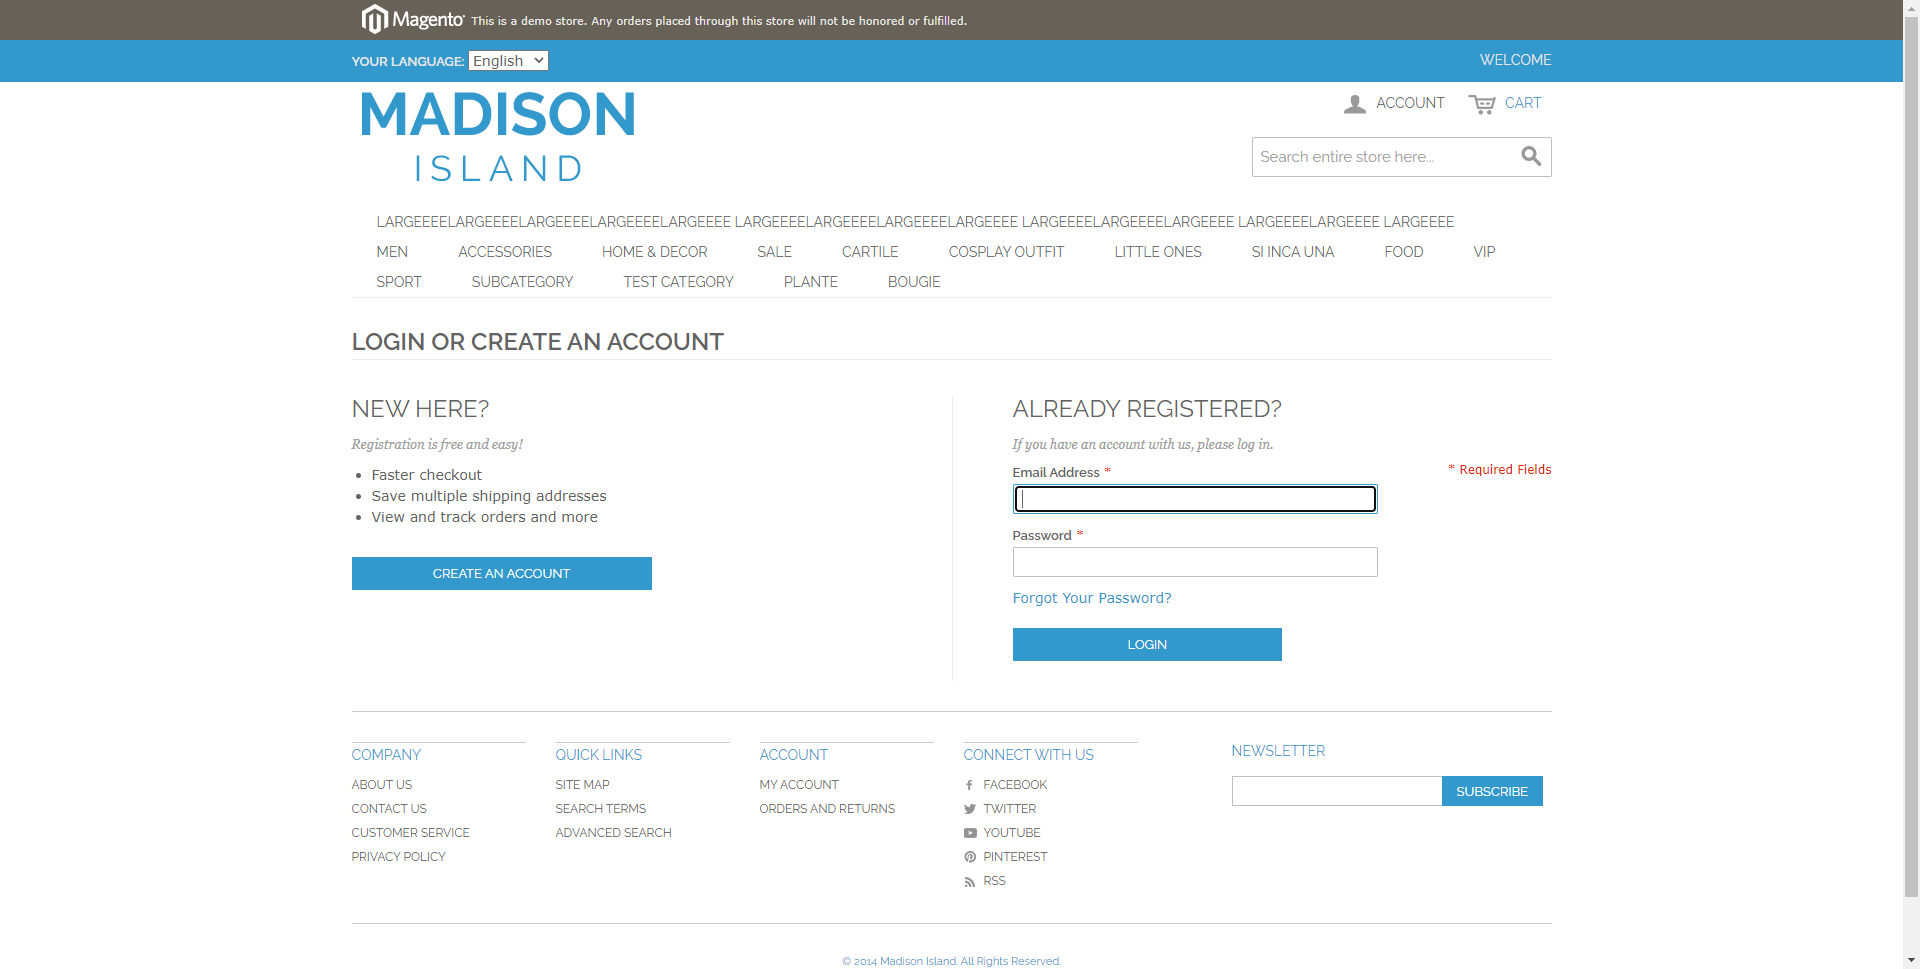 Magento This is a demo store. Any orders placed through this store will not be honored or fulfilled.
YOUR LANGUAGE: English WELCOME
MADISON
ISLAND
ACCOUNT CART
Search entire store here...
LARGEEEELARGEEEELARGEEEELARGEEEELARGEEEE LARGEEEELARGEEEELARGEEEELARGEEEE LARGEEEELARGEEEELARGEEEE LARGEEEELARGEEEE LARGEEEE
MEN ACCESSORIES HOME & DECOR SALE CARTILE COSPLAY OUTFIT LITTLE ONES SI INCA UNA FOOD VIP
SPORT SUBCATEGORY TEST CATEGORY PLANTE BOUGIE
LOGIN OR CREATE AN ACCOUNT
NEW HERE?
Registration is free and easy!
• Faster checkout
• Save multiple shipping addresses
• View and track orders and more
CREATE AN ACCOUNT
ALREADY REGISTERED?
If you have an account with us, please log in.
* Required Fields
Email Address *
Password *
Forgot Your Password?
LOGIN
COMPANY
ABOUT US
CONTACT US
CUSTOMER SERVICE
PRIVACY POLICY
QUICK LINKS
SITE MAP
SEARCH TERMS
ADVANCED SEARCH
ACCOUNT
MY ACCOUNT
ORDERS AND RETURNS
CONNECT WITH US
FACEBOOK
TWITTER
YOUTUBE
PINTEREST
RSS
NEWSLETTER
SUBSCRIBE
© 2014 Madison Island. All Rights Reserved.